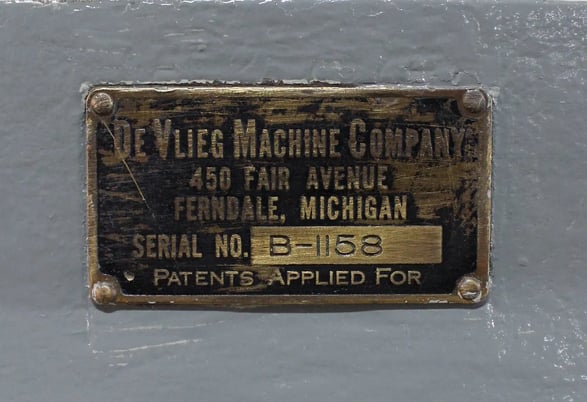 DE VLIEG MACHINE COMPANY
450 FAIR AVENUE
FERNDALE, MICHIGAN
SERIAL NO. B-1158
PATENTS APPLIED FOR